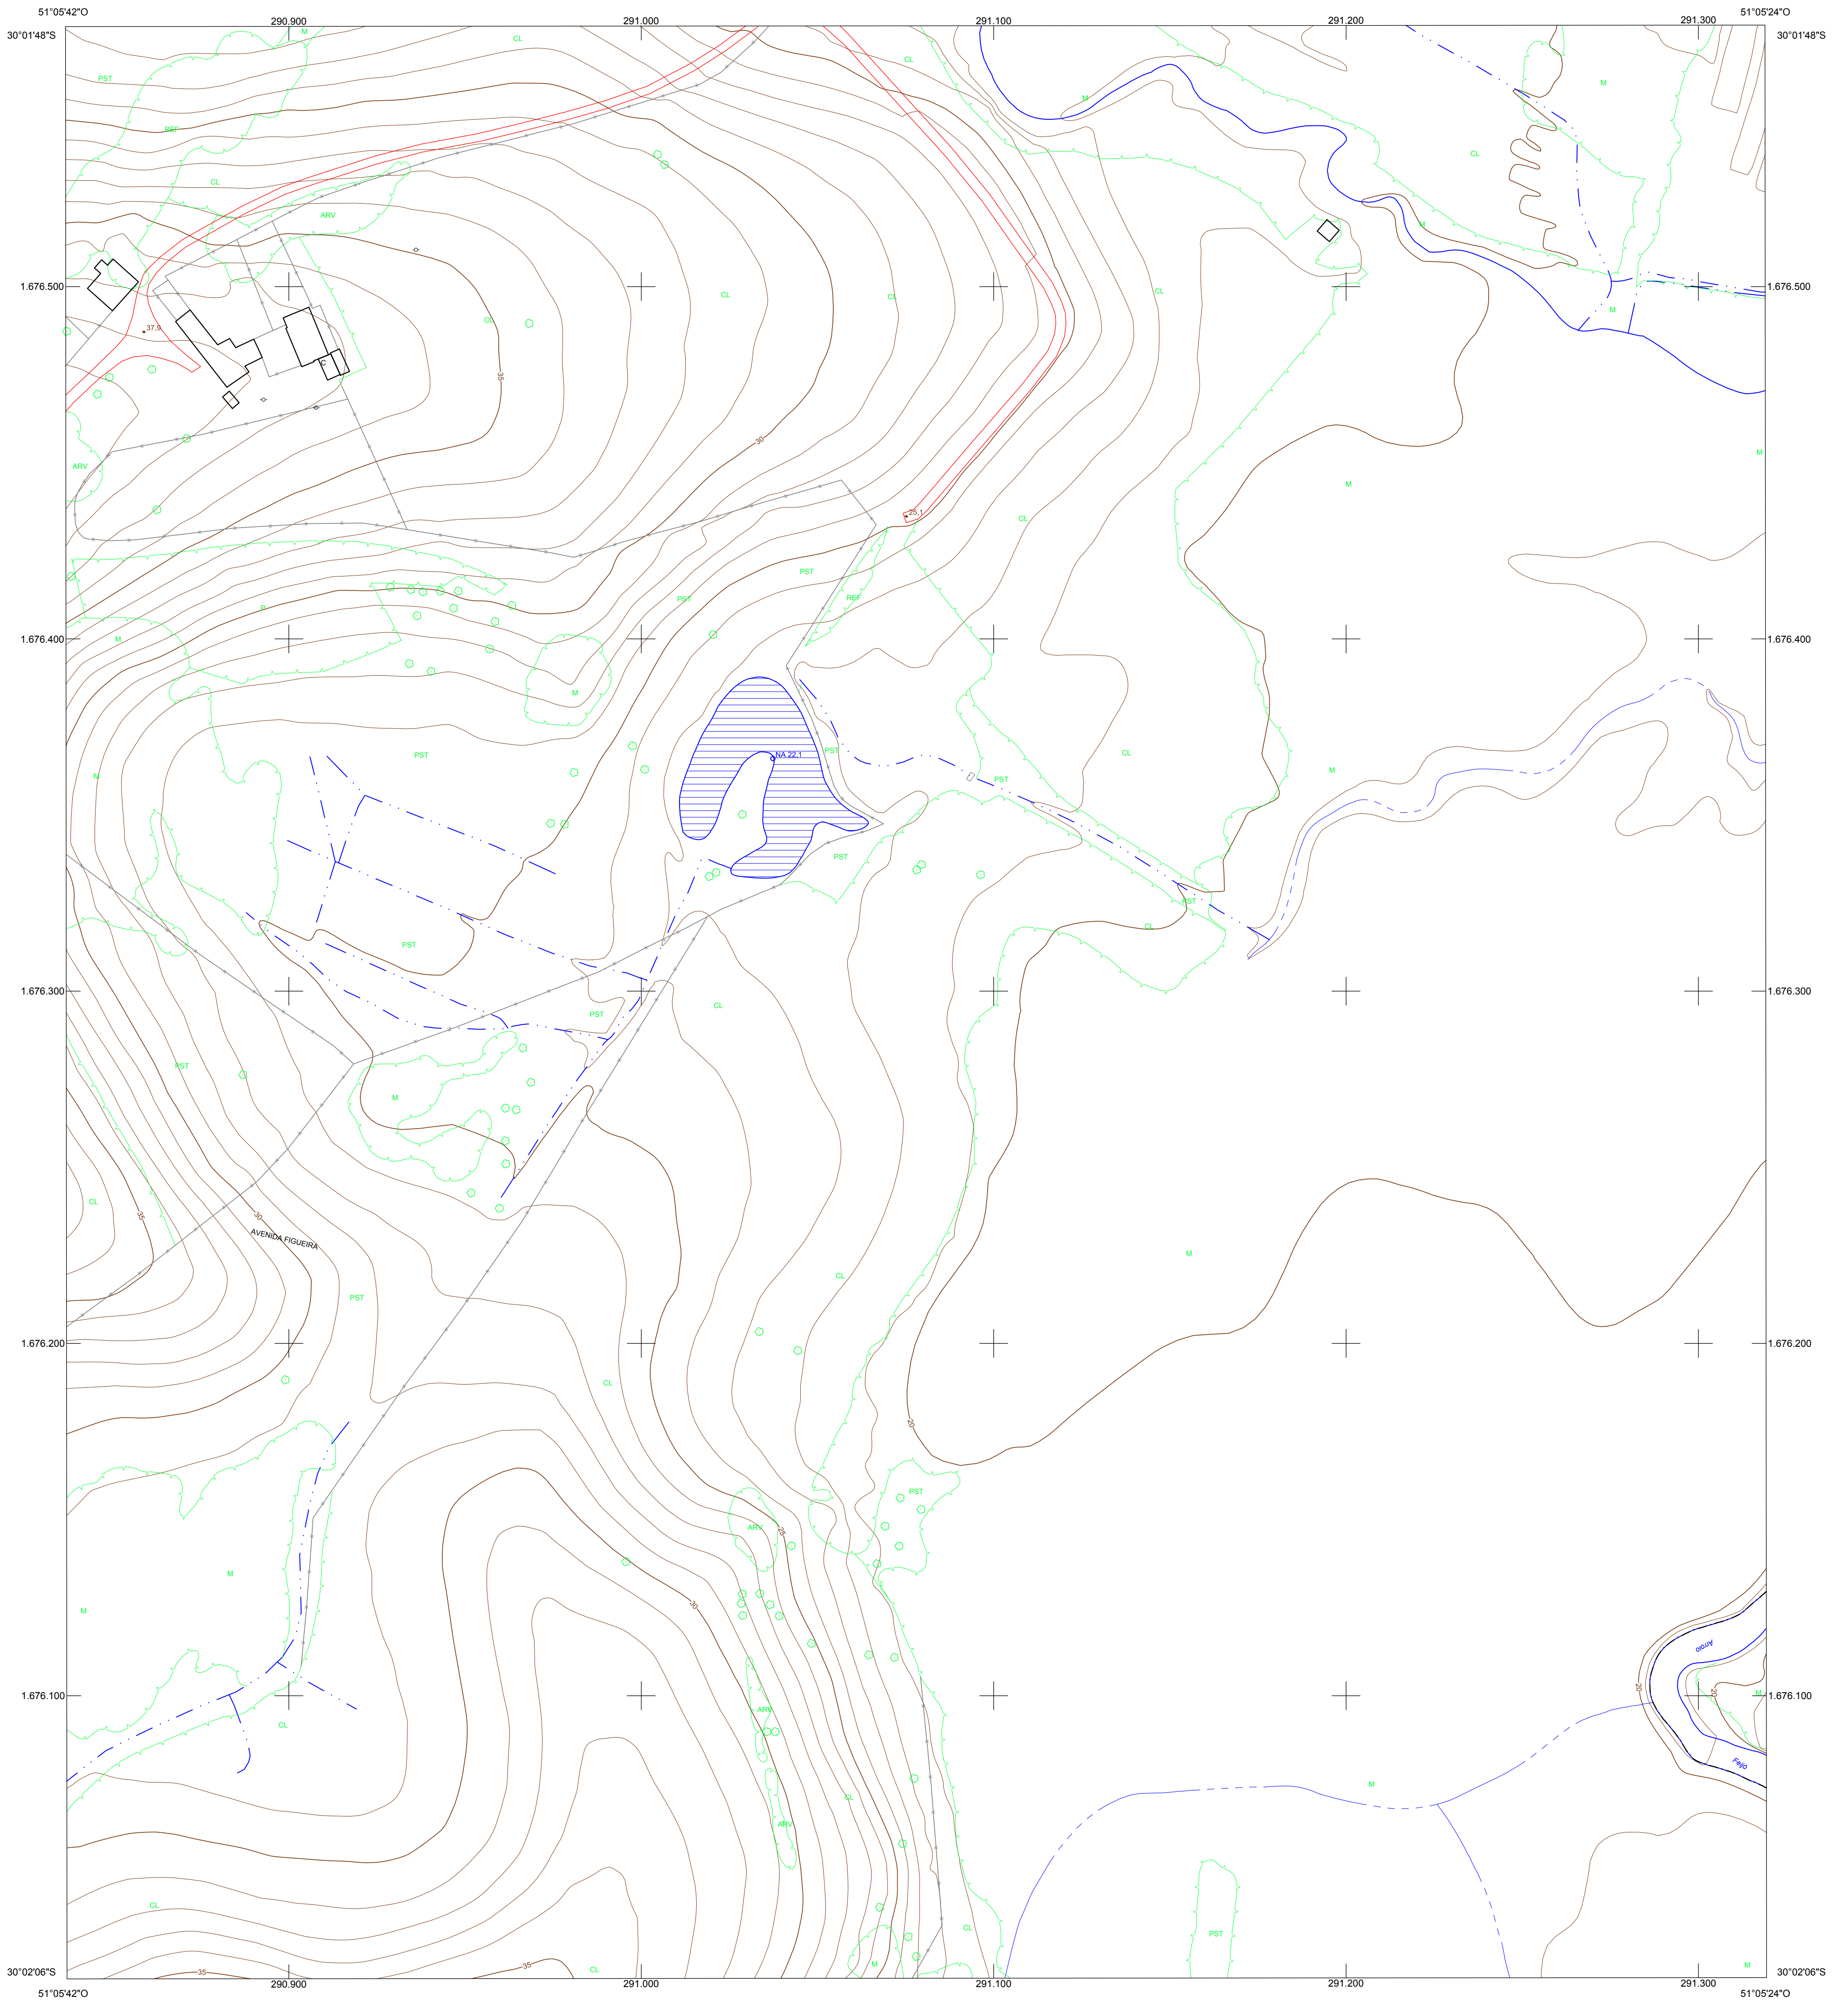 51°05'42"O
290.900
291.000
291.100
291.200
291.300
51°05'24"O
30°01'48"S
30°01'48"S
M
CL
PST
CL
M
M
REF
CL
CL
ARV
M
CL
CL
CL
M
1.676.500
1.676.500
37,9
CL
C
35
30
ARV
M
M
25,1
CL
PST
PST
REF
P
M
1.676.400
1.676.400
M
PST
NA 22,1
PST
CL
M
M
PST
PST
PST
CL
PST
1.676.300
1.676.300
CL
PST
PST
M
CL
35
30
AVENIDA FIGUEIRA
M
CL
PST
1.676.200
1.676.200
CL
20
PST
ARV
25
M
M
30
Arroio
20
20
M
1.676.100
1.676.100
ARV
CL
Feijó
M
CL
ARV
CL
CL
PST
M
M
CL
35
35
30°02'06"S
30°02'06"S
51°05'42"O
290.900
291.000
291.100
291.200
291.300
51°05'24"O